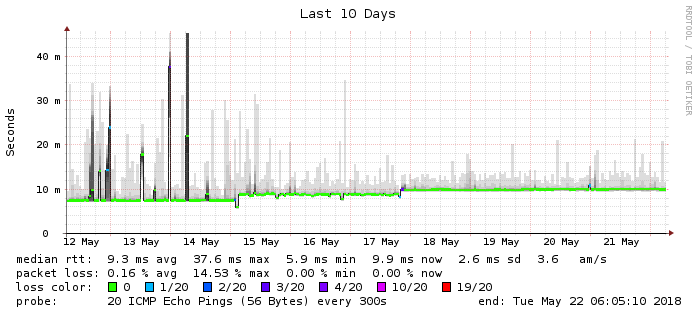 Last 10 Days
RRDTOOL / TOBI OETIKER
Seconds
40 m
30 m
20 m
10 m
0
12 May 13 May 14 May 15 May 16 May 17 May 18 May 19 May 20 May 21 May
median rtt: 9.3 ms avg 37.6 ms max 5.9 ms min 9.9 ms now 2.6 ms sd 3.6 am/s
packet loss: 0.16 % avg 14.53 % max 0.00 % min 0.00 % now
loss color: 0 1/20 2/20 3/20 4/20 10/20 19/20
probe: 20 ICMP Echo Pings (56 Bytes) every 300s end: Tue May 22 06:05:10 2018